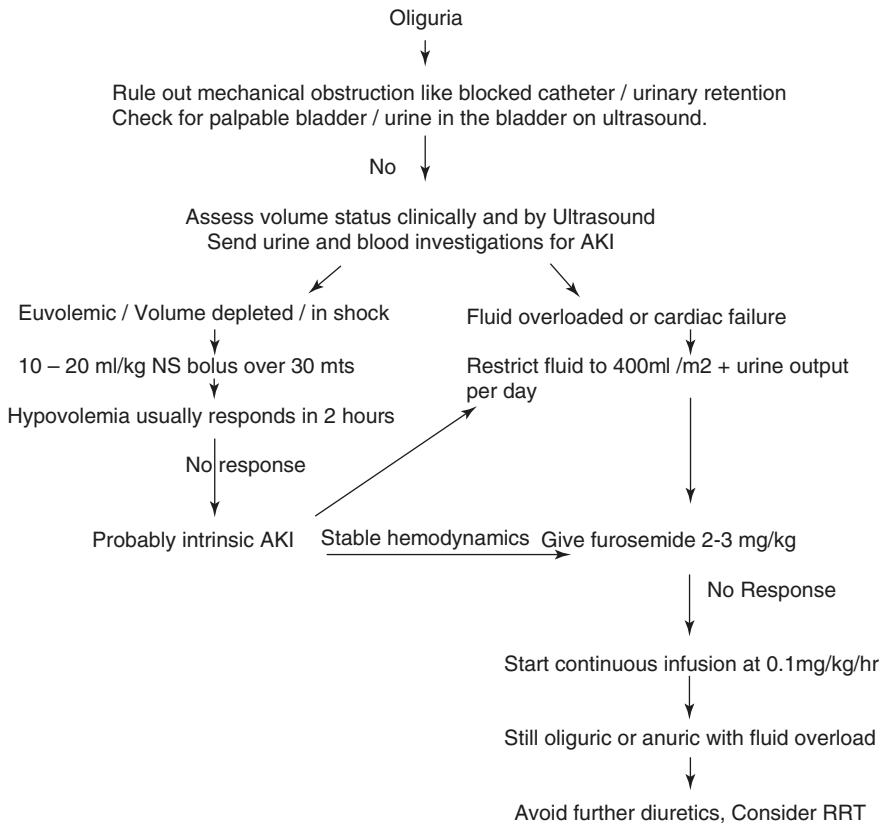 Oliguria
Rule out mechanical obstruction like blocked catheter / urinary retention
Check for palpable bladder / urine in the bladder on ultrasound.
No
Assess volume status clinically and by Ultrasound
Send urine and blood investigations for AKI
Euvolemic / Volume depleted / in shock
10 – 20 ml/kg NS bolus over 30 mts
Hypovolemia usually responds in 2 hours
No response
Probably intrinsic AKI
Stable hemodynamics
Fluid overloaded or cardiac failure
Restrict fluid to 400ml /m2 + urine output
per day
Give furosemide 2-3 mg/kg
No Response
Start continuous infusion at 0.1mg/kg/hr
Still oliguric or anuric with fluid overload
Avoid further diuretics, Consider RRT